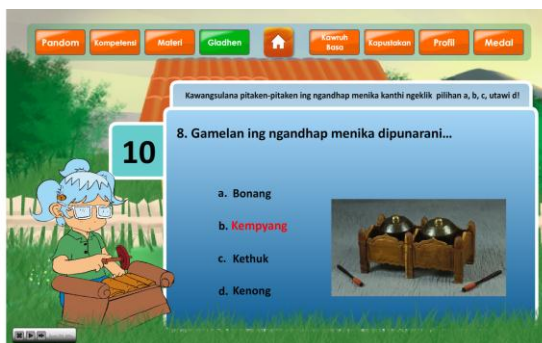 Pandom
Kompetensi
Materi
Gladhen
Kawruh
Basa
Kapustakan
Profil
Medal
Kawangsulana pitaken-pitaken ing ngandhap menika kanthi ngeklik pilihan a, b, c, utawi d!
10
8. Gamelan ing ngandhap menika dipunarani...
a. Bonang
b. Kempyang
c. Kethuk
d. Kenong